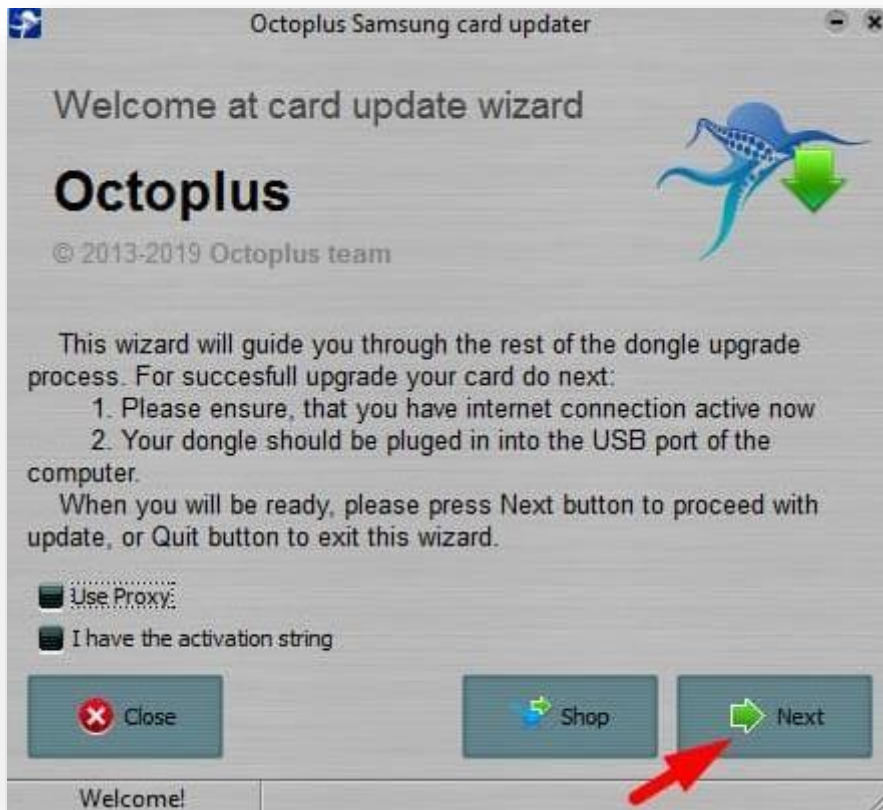 Octoplus Samsung card updater
Welcome at card update wizard
Octoplus
© 2013-2019 Octoplus team
This wizard will guide you through the rest of the dongle upgrade
process. For succesfull upgrade your card do next:
1. Please ensure, that you have internet connection active now
2. Your dongle should be pluged in into the USB port of the
computer.
When you will be ready, please press Next button to proceed with
update, or Quit button to exit this wizard.
Use Proxy
I have the activation string
Close
Shop
Next
Welcome!